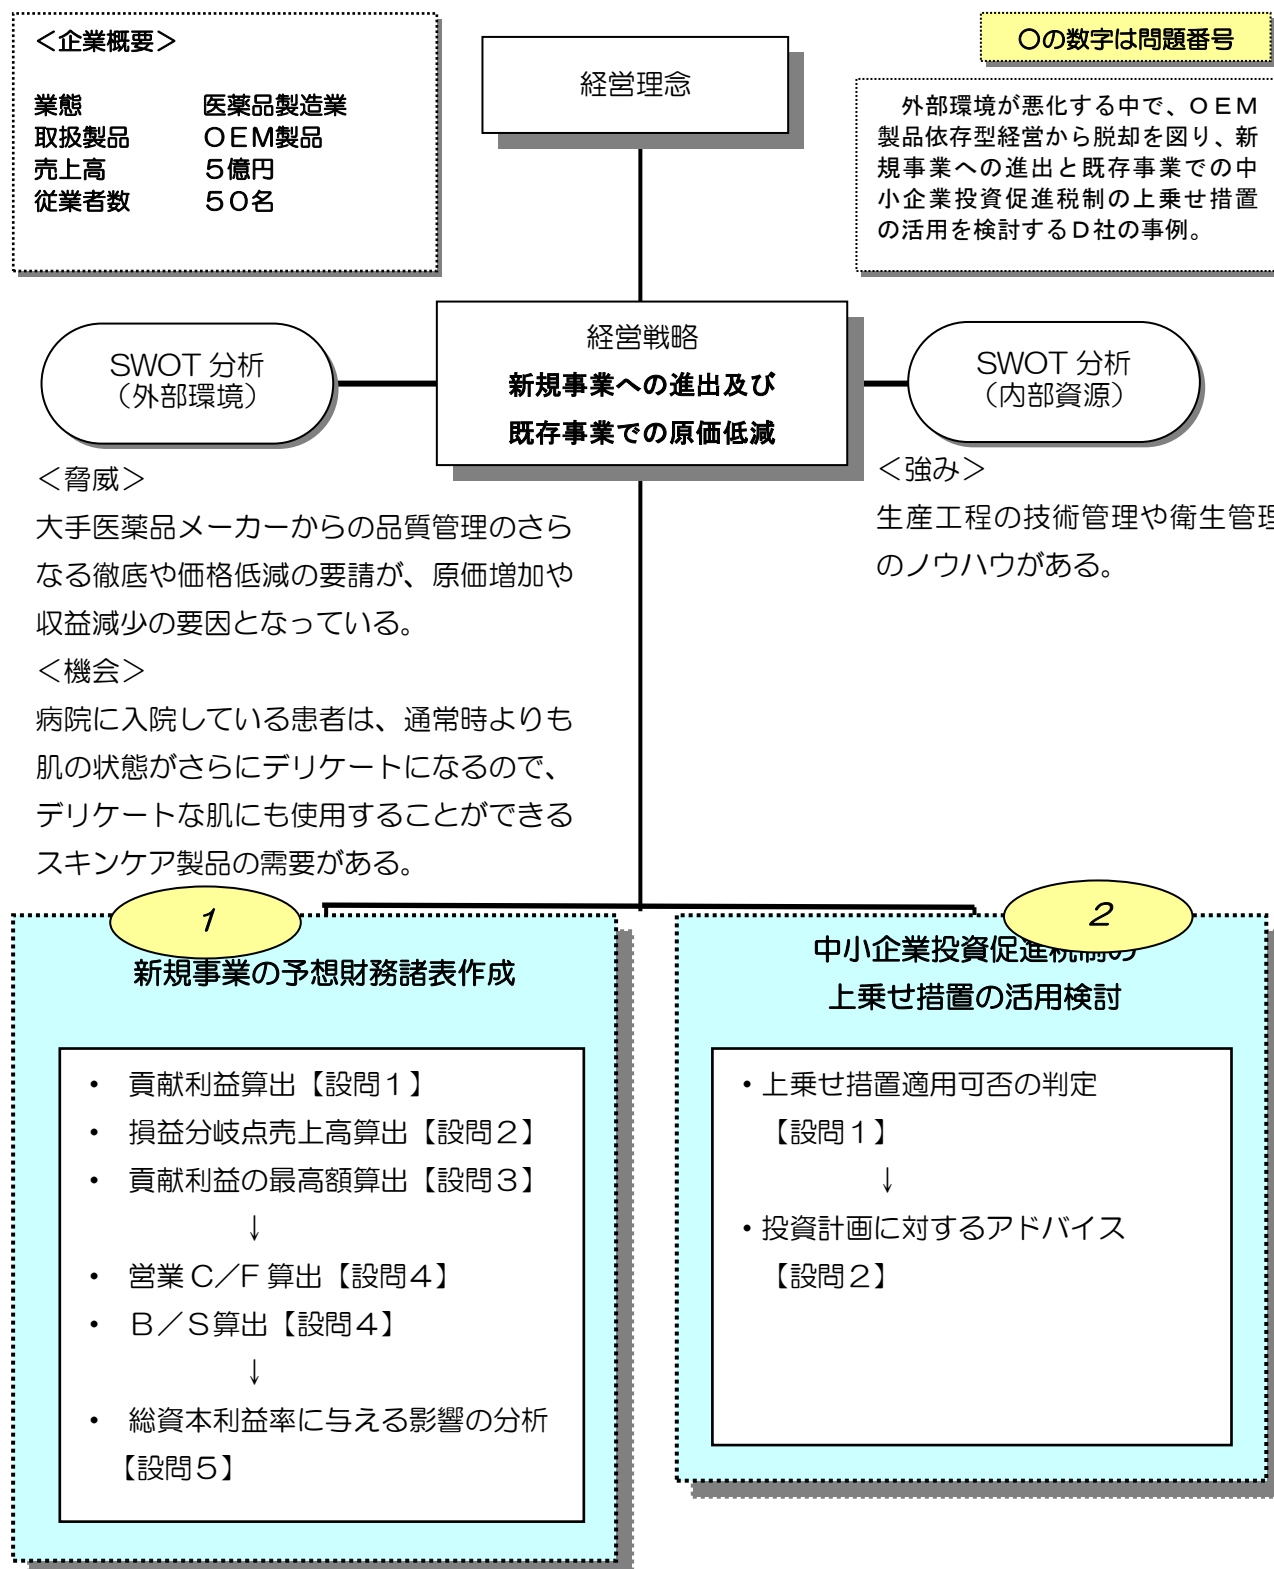 ＜企業概要＞
業態　医薬品製造業
取扱製品　ＯＥＭ製品
売上高　５億円
従業者数　５０名
経営理念
〇の数字は問題番号
外部環境が悪化する中で、ＯＥＭ
製品依存型経営から脱却を図り、新
規事業への進出と既存事業での中
小企業投資促進税制の上乗せ措置
の活用を検討するＤ社の事例。
SWOT 分析
（外部環境）
経営戦略
新規事業への進出及び
既存事業での原価低減
SWOT 分析
（内部資源）
＜脅威＞
大手医薬品メーカーからの品質管理のさら
なる徹底や価格低減の要請が、原価増加や
収益減少の要因となっている。
＜機会＞
病院に入院している患者は、通常時よりも
肌の状態がさらにデリケートになるので、
デリケートな肌にも使用することができる
スキンケア製品の需要がある。
＜強み＞
生産工程の技術管理や衛生管理
のノウハウがある。
1
新規事業の予想財務諸表作成
・ 貢献利益算出【設問１】
・ 損益分岐点売上高算出【設問２】
・ 貢献利益の最高額算出【設問３】
↓
・ 営業Ｃ／Ｆ算出【設問４】
・ Ｂ／Ｓ算出【設問４】
↓
・ 総資本利益率に与える影響の分析
【設問５】
2
中小企業投資促進税制の
上乗せ措置の活用検討
・上乗せ措置適用可否の判定
【設問１】
↓
・投資計画に対するアドバイス
【設問２】